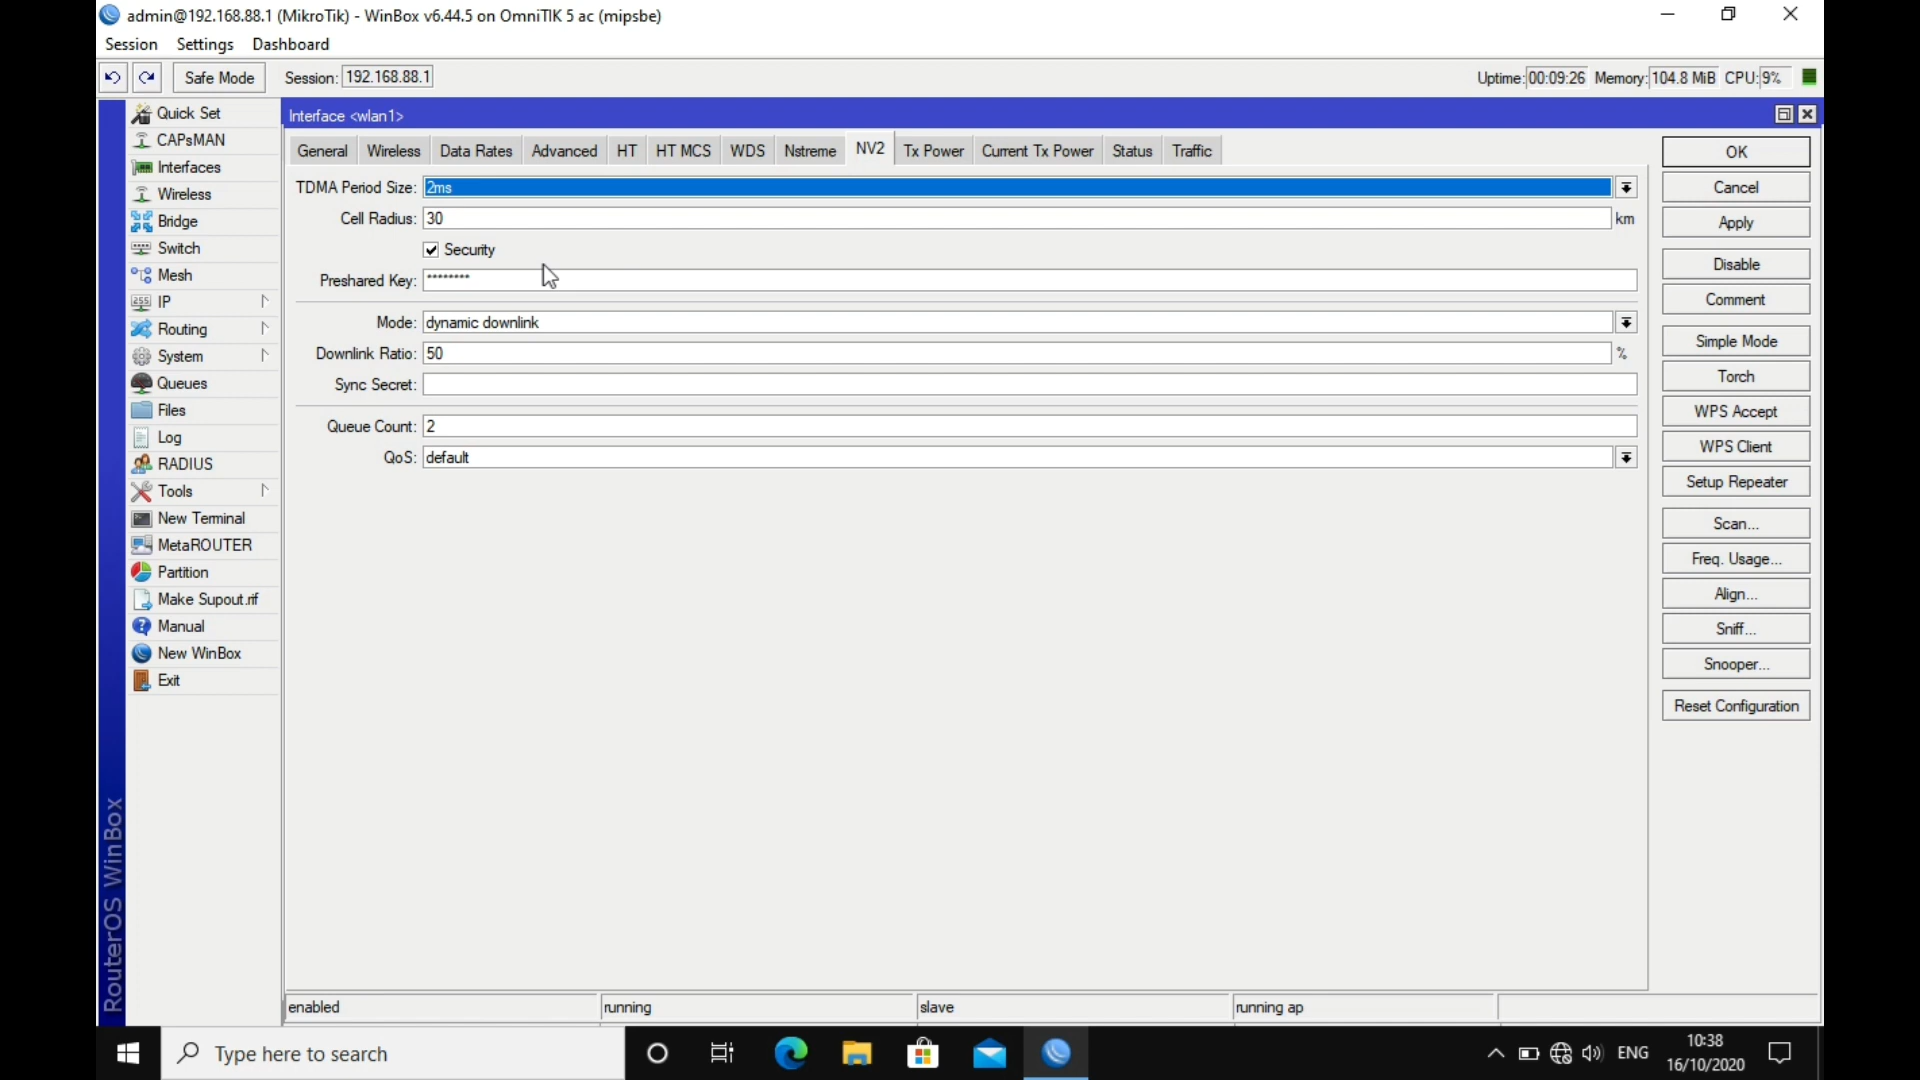 admin@192.168.88.1 (MikroTik) - WinBox v6.44.5 on OmniTIK 5 ac (mipsbe)
Session Settings Dashboard
Safe Mode Session: 192.168.88.1 Uptime: 00:09:26 Memory: 104.8 MiB CPU: 9%
Quick Set
CAPsMAN
Interfaces
Wireless
Bridge
Switch
Mesh
IP
Routing
System
Queues
Files
Log
RADIUS
Tools
New Terminal
MetaROUTER
Partition
Make Supout.rif
Manual
New WinBox
Exit
RouterOS WinBox
Interface <wlan1>
General Wireless Data Rates Advanced HT HT MCS WDS Nstreme NV2 Tx Power Current Tx Power Status Traffic
TDMA Period Size: 2ms
Cell Radius: 30 km
Security
Preshared Key: ********
Mode: dynamic downlink
Downlink Ratio: 50 %
Sync Secret:
Queue Count: 2
QoS: default
OK
Cancel
Apply
Disable
Comment
Simple Mode
Torch
WPS Accept
WPS Client
Setup Repeater
Scan...
Freq. Usage...
Align...
Sniff...
Snooper...
Reset Configuration
enabled running slave running ap
Type here to search
ENG
10:38
16/10/2020